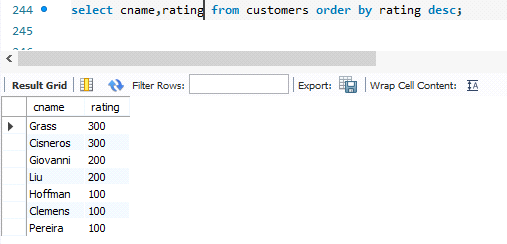 244 select cname,rating from customers order by rating desc;
245
Result Grid Filter Rows: Export: Wrap Cell Content: IA
cname rating
Grass 300
Cisneros 300
Giovanni 200
Liu 200
Hoffman 100
Clemens 100
Pereira 100